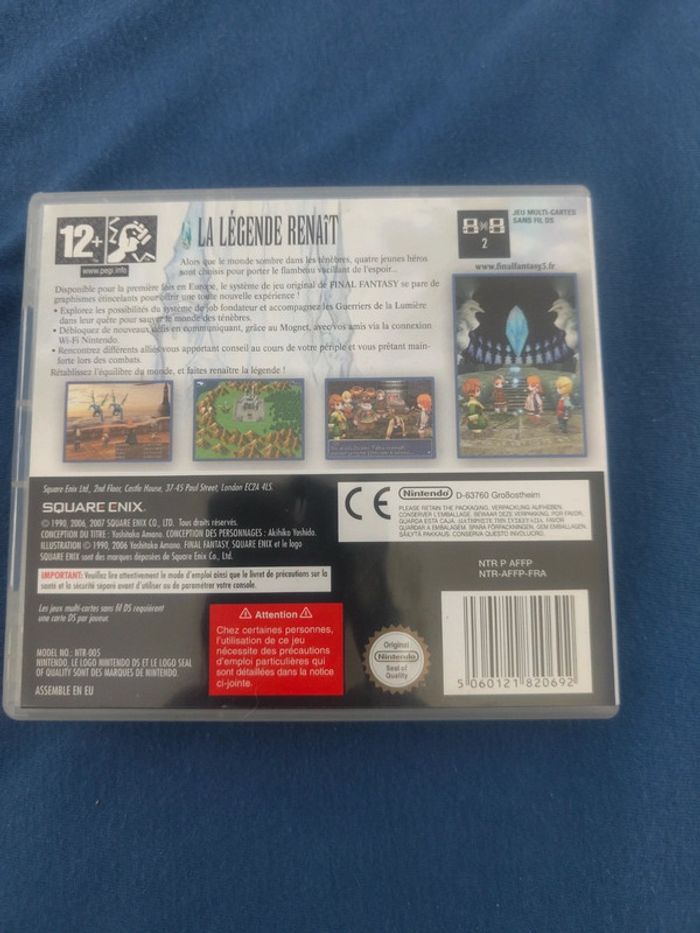 12+
www.pegi.info
LA LÉGENDE RENAÎT
JEU MULTI-CARTES
SANS FIL DS
2
www.finalfantasy3.fr
Alors que le monde sombre dans les ténèbres, quatre jeunes héros
sont choisis pour porter le flambeau vacillant de l'espoir...
Disponible pour la première fois en Europe, le système de jeu original de FINAL FANTASY se pare de
graphismes étincelants pour offrir une toute nouvelle expérience !
• Explorez les possibilités du système de job fondateur et accompagnez les Guerriers de la Lumière
dans leur quête pour sauver le monde des ténèbres.
• Débloquez de nouveaux défis en communiquant, grâce au Mognet, avec vos amis via la connexion
Wi-Fi Nintendo.
• Rencontrez différents alliés vous apportant conseil au cours de votre périple et vous prêtant main-
forte lors des combats.
Rétablissez l'équilibre du monde, et faites renaître la légende !
Square Enix Ltd, 2nd Floor, Castle House, 37-45 Paul Street, London EC2A 4LS.
SQUARE ENIX.
© 1990, 2006, 2007 SQUARE ENIX CO., LTD. Tous droits réservés.
CONCEPTION DU TITRE : Yoshitaka Amano. CONCEPTION DES PERSONNAGES : Akihiko Yoshida.
ILLUSTRATION © 1990, 2006 Yoshitaka Amano. FINAL FANTASY, SQUARE ENIX et le logo
SQUARE ENIX sont des marques déposées de Square Enix Co., Ltd.
IMPORTANT: Veuillez lire attentivement le mode d'emploi ainsi que le livret de précautions sur la
santé et la sécurité séparé avant d'utiliser ou de paramétrer votre console.
Les jeux multi-cartes sans fil DS requièrent
une carte DS par joueur.
MODEL NO : NTR-005
NINTENDO, LE LOGO NINTENDO DS ET LE LOGO SEAL
OF QUALITY SONT DES MARQUES DE NINTENDO.
ASSEMBLE EN EU
Attention
Chez certaines personnes,
l'utilisation de ce jeu
nécessite des précautions
d'emploi particulières qui
sont détaillées dans la notice
ci-jointe.
CE
Nintendo D-63760 Großostheim
PLEASE RETAIN THE PACKAGING. VERPACKUNG AUFHEBEN.
CONSERVER L'EMBALLAGE. BEWAAR DEZE VERPAKKING. POR FAVOR,
GUARDA ESTA CAJA. ΔΙΑΤΗΡΗΣΤΕ ΤΗΝ ΣΥΣΚΕΥΑΣΙΑ. FAVOR
GUARDAR A EMBALAGEM. SPARA FÖRPACKNINGEN. GEM EMBALLAGEN.
SÄILYTÄ PAKKAUS. CONSERVA QUESTO INVOLUCRO.
NTR P AFFP
NTR-AFFP-FRA
Original
Nintendo
Seal of
Quality
5 060121 820692